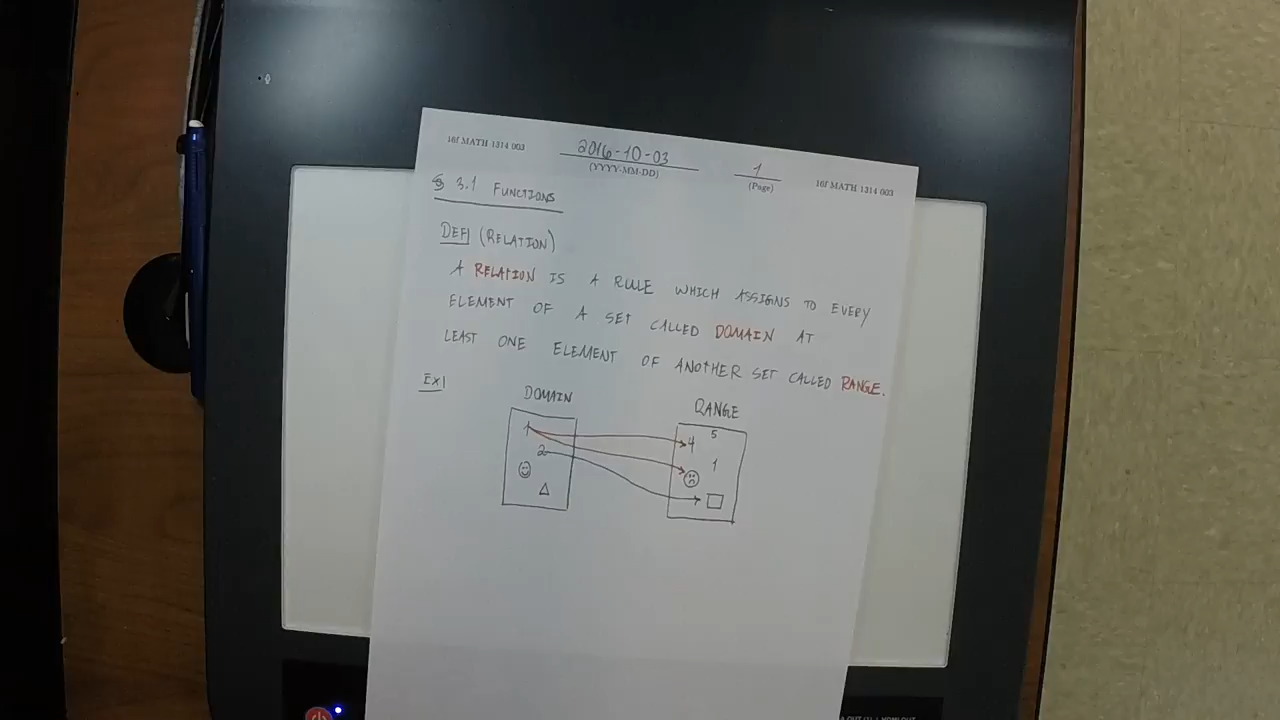 16f MATH 1314 003
2016-10-03
(YYYY-MM-DD)
1
(Page)
16f MATH 1314 003
§ 3.1 FUNCTIONS
DEF| (RELATION)
A RELATION IS A RULE WHICH ASSIGNS TO EVERY
ELEMENT OF A SET CALLED DOMAIN AT
LEAST ONE ELEMENT OF ANOTHER SET CALLED RANGE.
EX|
DOMAIN
RANGE
1
2
4
5
1